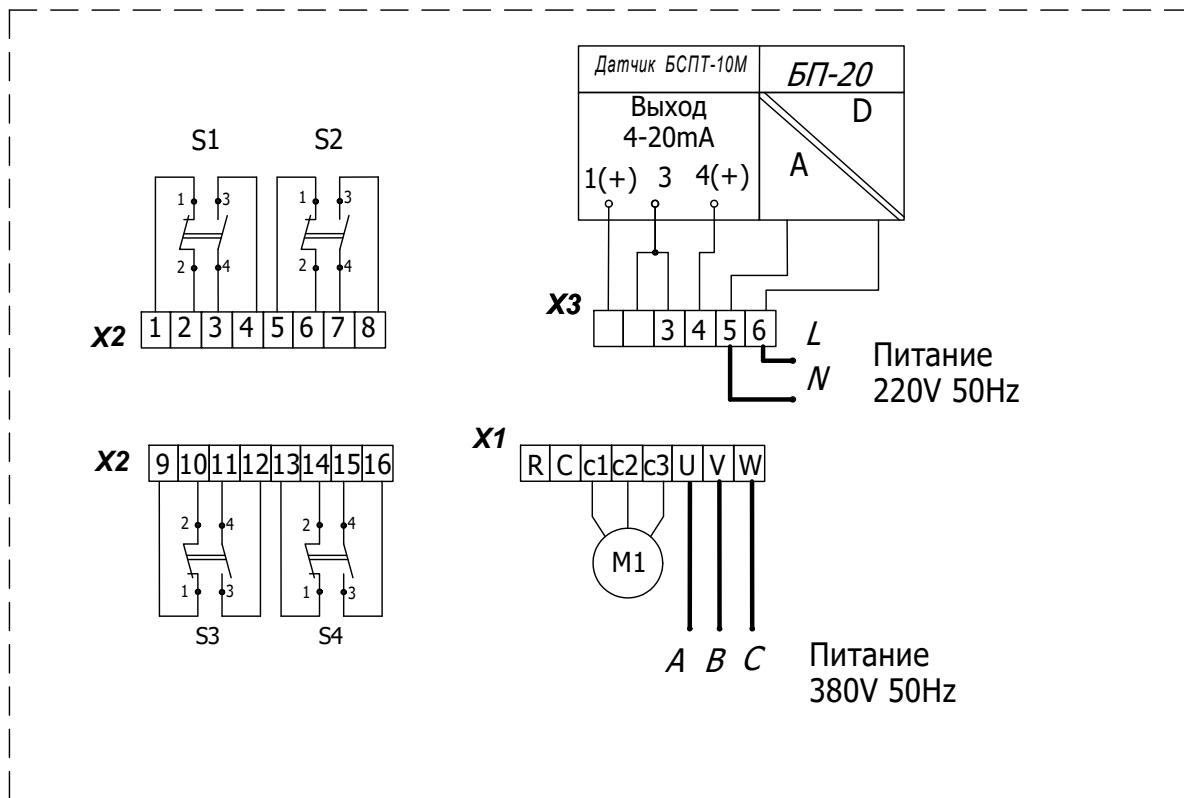 Датчик БСПТ-10М
БП-20
Выход
4-20mA
D
A
1(+) 3 4(+)
S1 S2
1 3 1 3
2 4 2 4
X3
3 4 5 6
L
N
Питание
220V 50Hz
X2
1 2 3 4 5 6 7 8
X2
9 10 11 12 13 14 15 16
2 4 2 4
1 3 1 3
S3 S4
X1
R C c1 c2 c3 U V W
M1
A B C
Питание
380V 50Hz